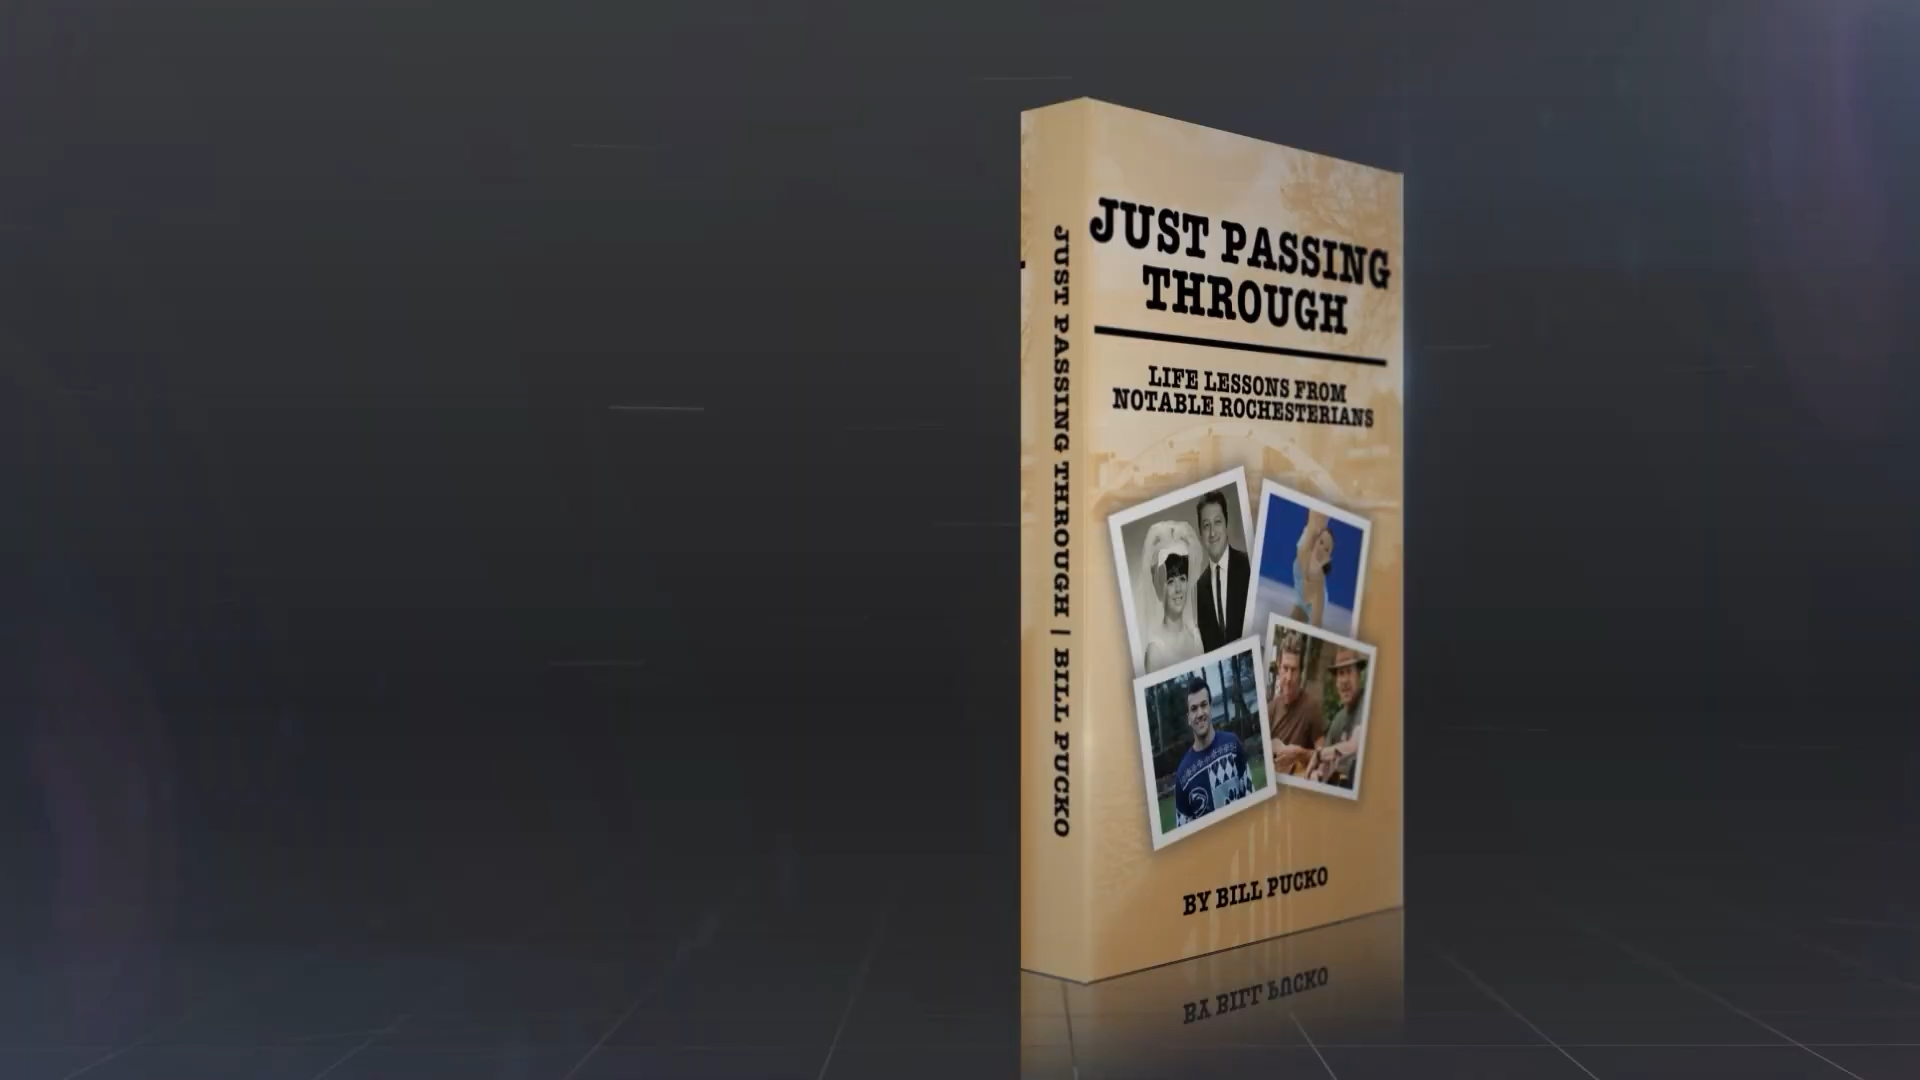 JUST PASSING THROUGH | BILL PUCKO
JUST PASSING
THROUGH
LIFE LESSONS FROM
NOTABLE ROCHESTERIANS
BY BILL PUCKO